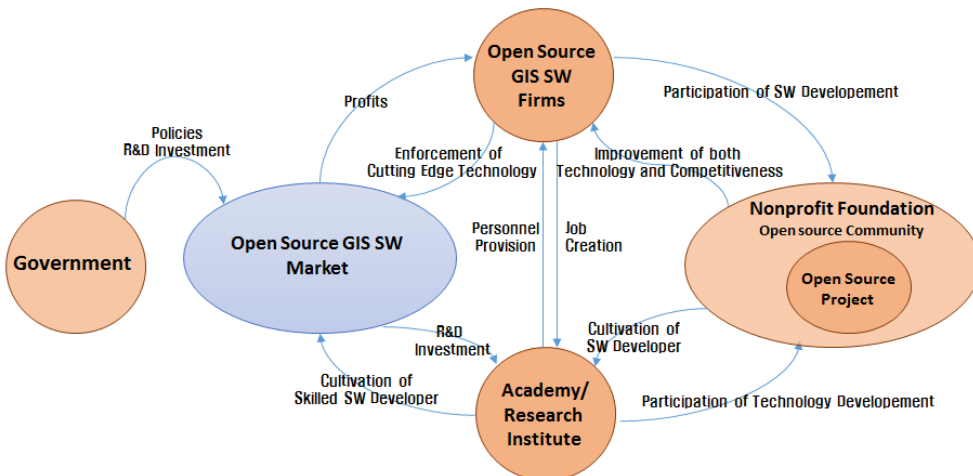 Open Source
GIS SW
Firms
Profits
Participation of SW Developement
Policies
R&D Investment
Enforcement of
Cutting Edge Technology
Improvement of both
Technology and Competitiveness
Government
Open Source GIS SW
Market
Personnel
Provision
Job
Creation
Nonprofit Foundation
Open source Community
Open Source
Project
R&D
Investment
Cultivation of
SW Developer
Cultivation of
Skilled SW Developer
Academy/
Research
Institute
Participation of Technology Developement